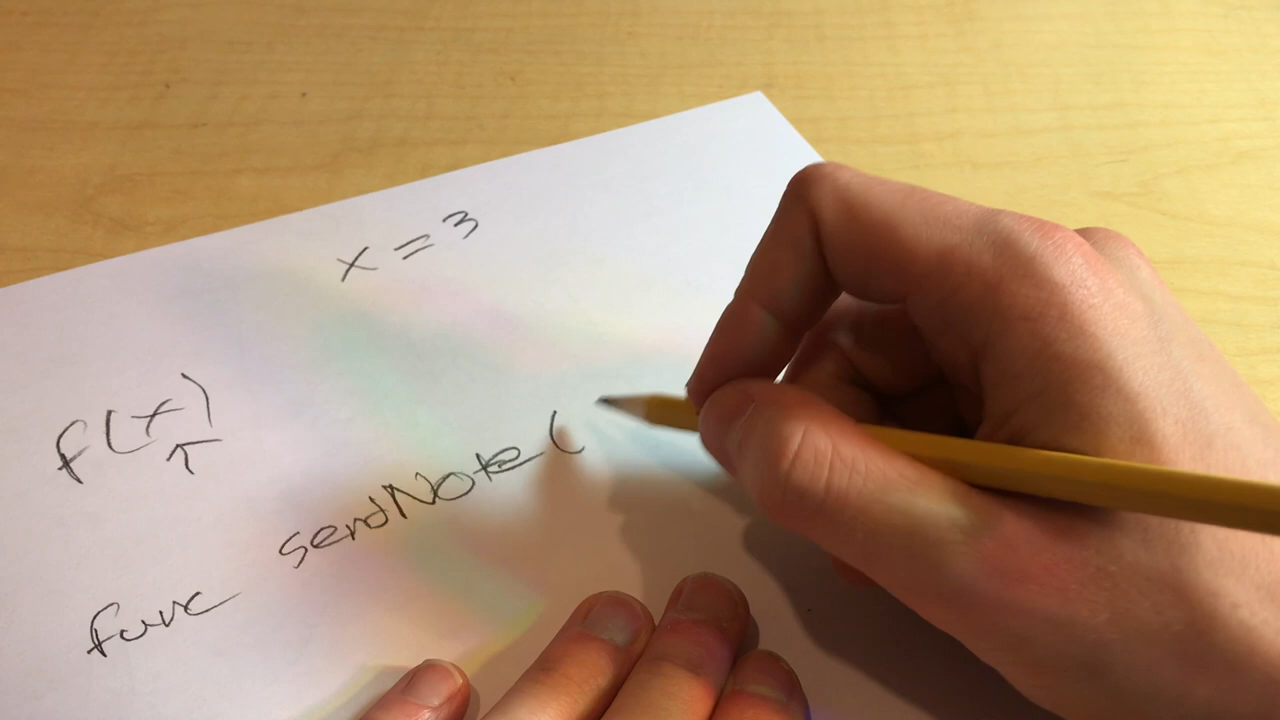 x = 3
f(x)
↑
func sendNote(